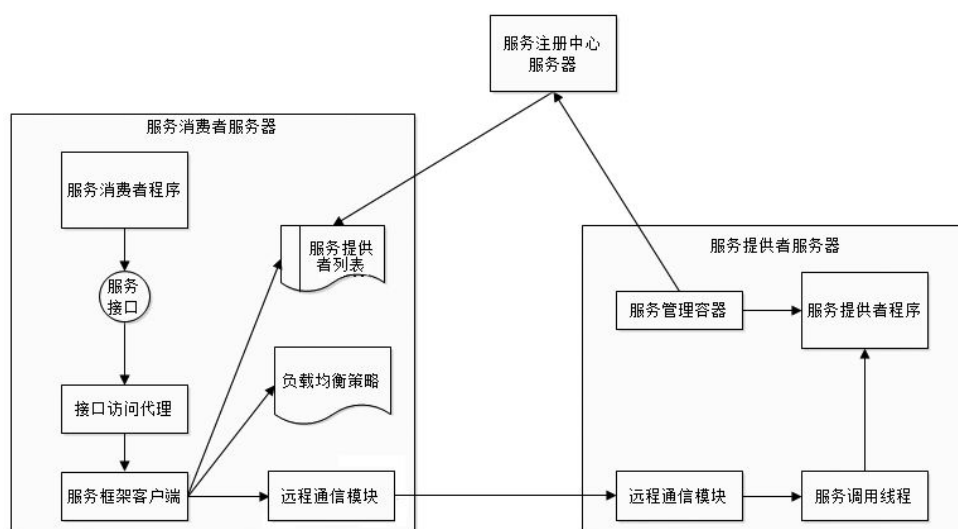 服务注册中心
服务器
服务消费者服务器
服务消费者程序
服务提供
者列表
服务
接口
负载均衡策略
接口访问代理
服务框架客户端
远程通信模块
服务提供者服务器
服务管理容器
服务提供者程序
远程通信模块
服务调用线程